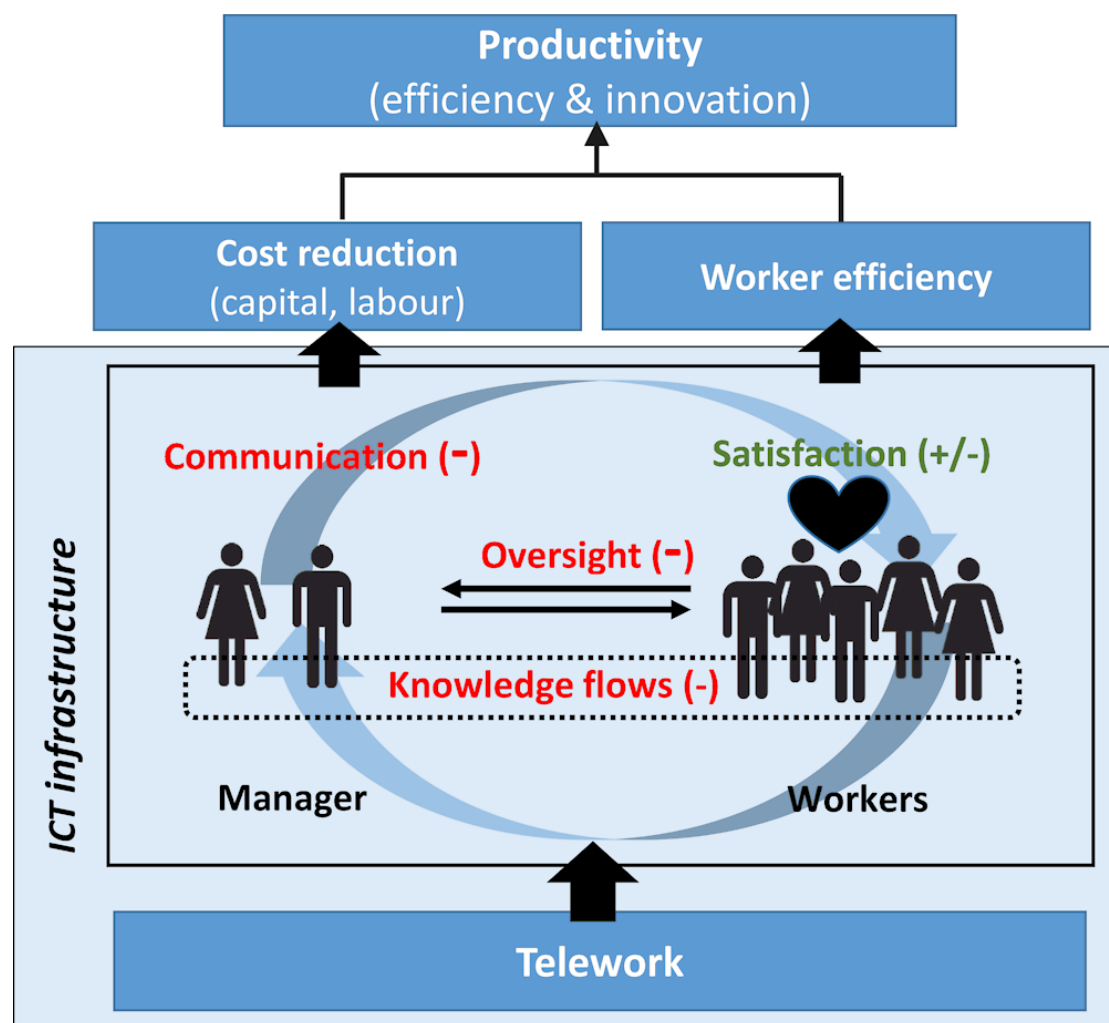 Productivity
(efficiency & innovation)
Cost reduction
(capital, labour)
Worker efficiency
Communication (-)
Satisfaction (+/-)
Oversight (-)
Knowledge flows (-)
Manager
Workers
ICT infrastructure
Telework